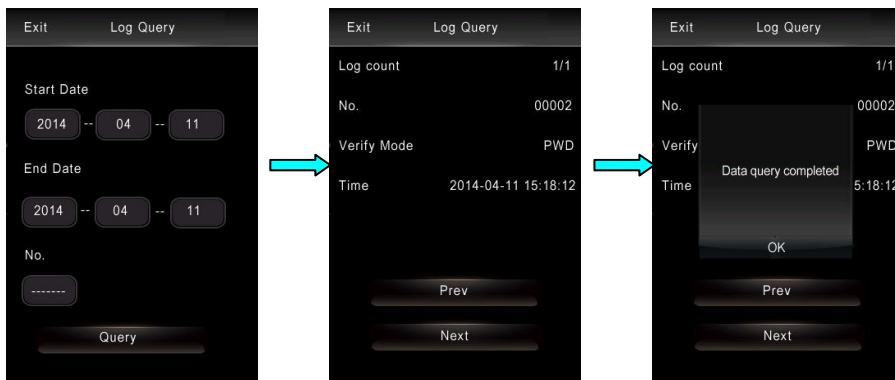 Exit Log Query
Start Date
2014 -- 04 -- 11
End Date
2014 -- 04 -- 11
No.
-------
Query
Exit Log Query
Log count 1/1
No. 00002
Verify Mode PWD
Time 2014-04-11 15:18:12
Prev
Next
Exit Log Query
Log count 1/1
No. 00002
Verify PWD
Time 5:18:12
Data query completed
OK
Prev
Next